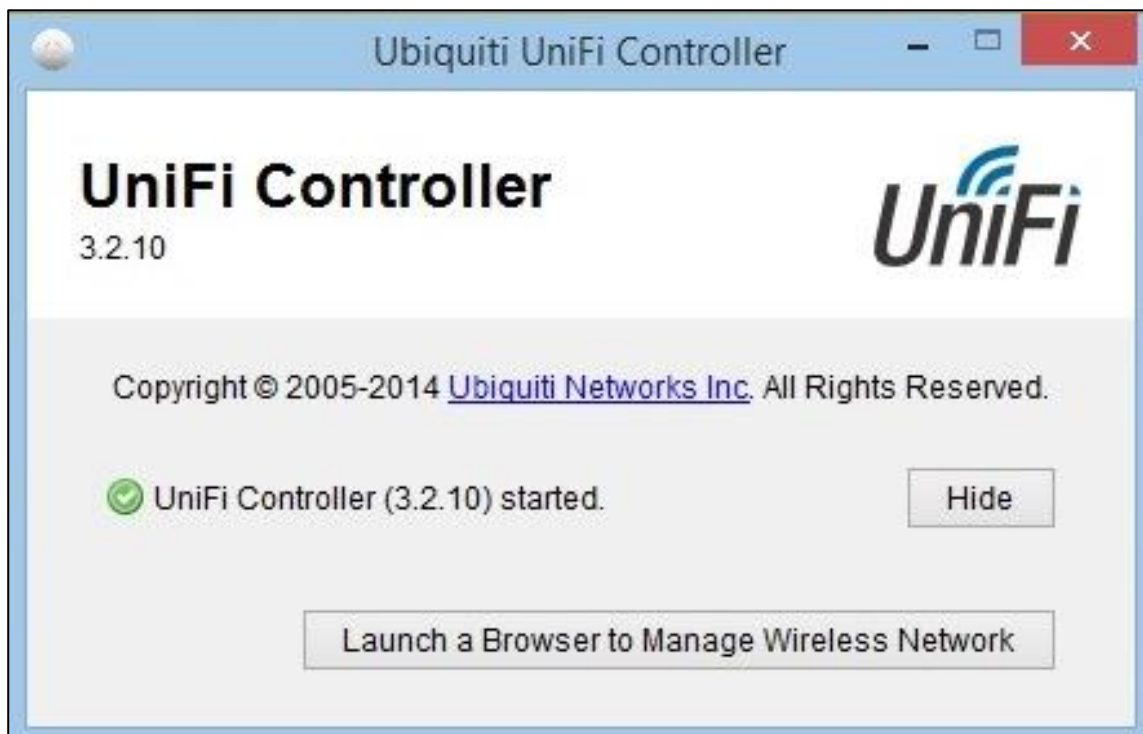 Ubiquiti UniFi Controller
UniFi Controller
3.2.10
UniFi
Copyright © 2005-2014 Ubiquiti Networks Inc. All Rights Reserved.
UniFi Controller (3.2.10) started.
Hide
Launch a Browser to Manage Wireless Network